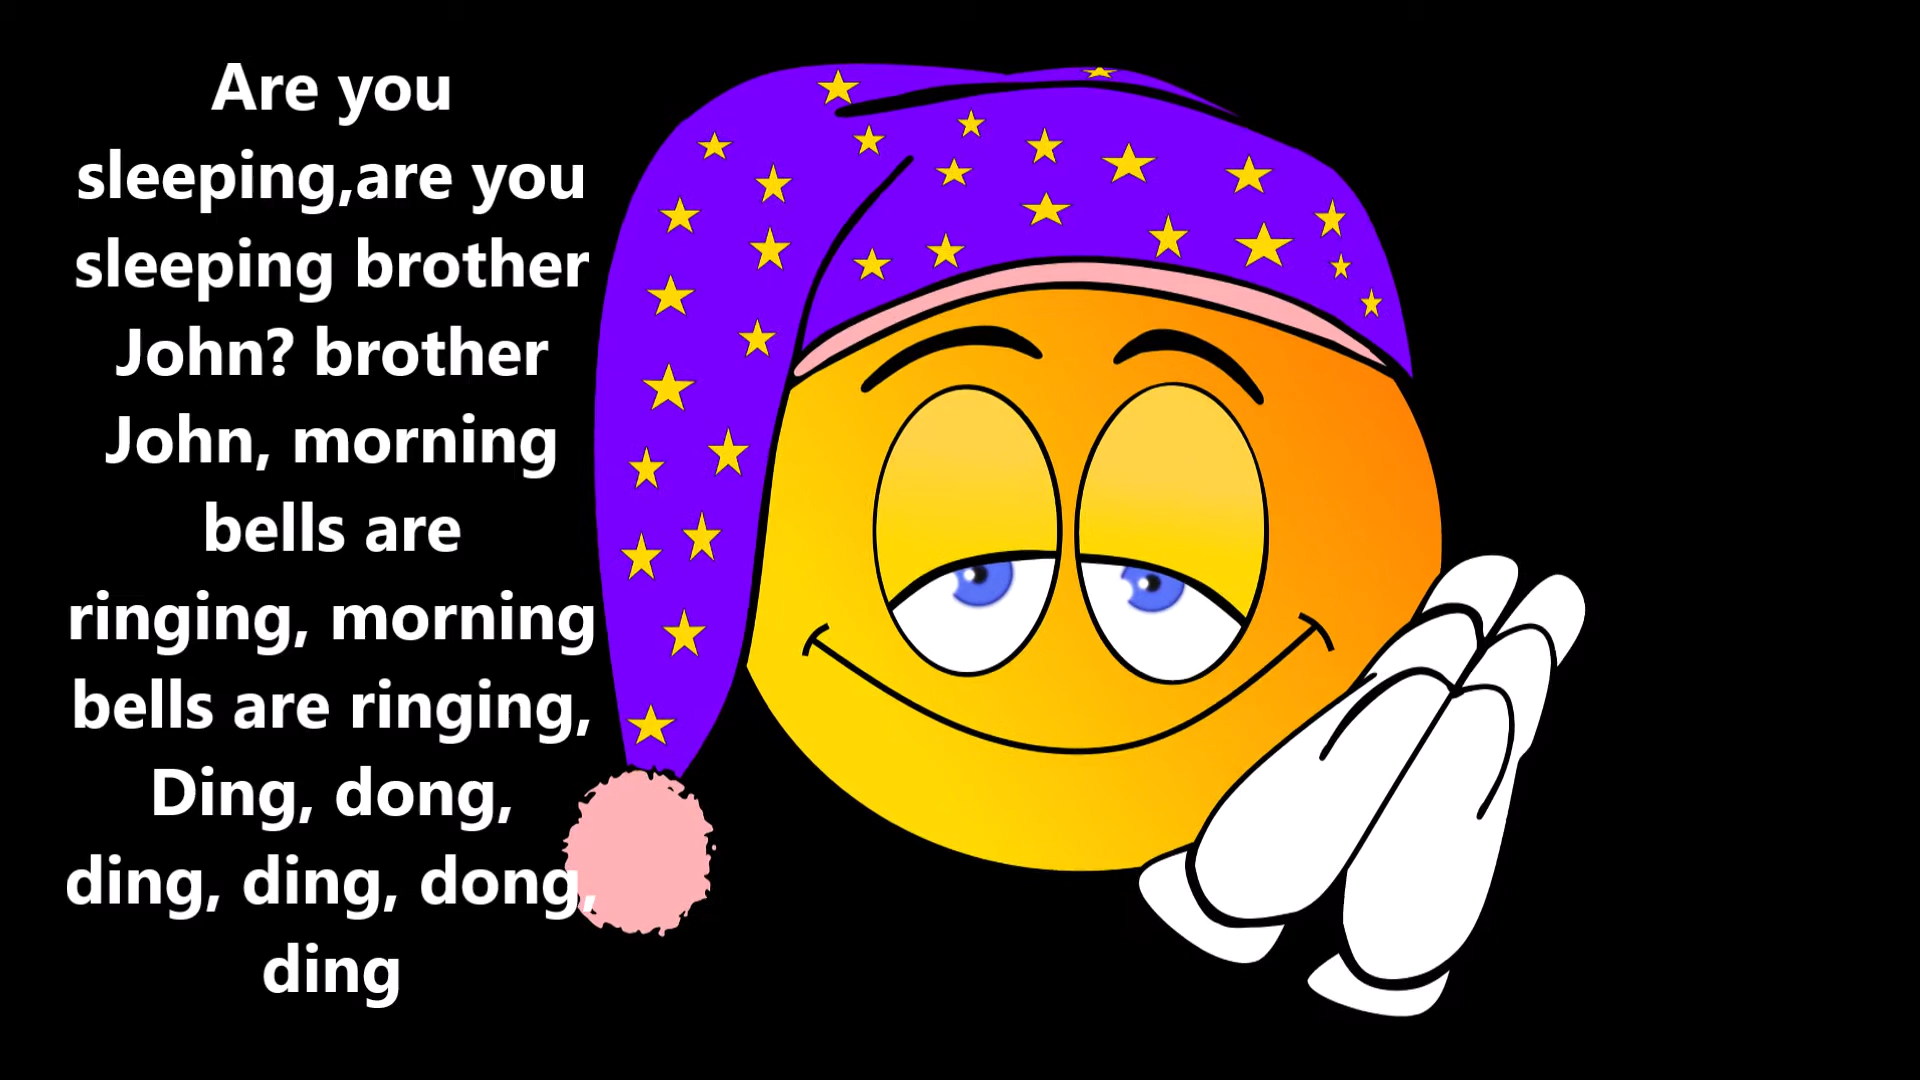 Are you
sleeping,are you
sleeping brother
John? brother
John, morning
bells are
ringing, morning
bells are ringing,
Ding, dong,
ding, ding, dong,
ding